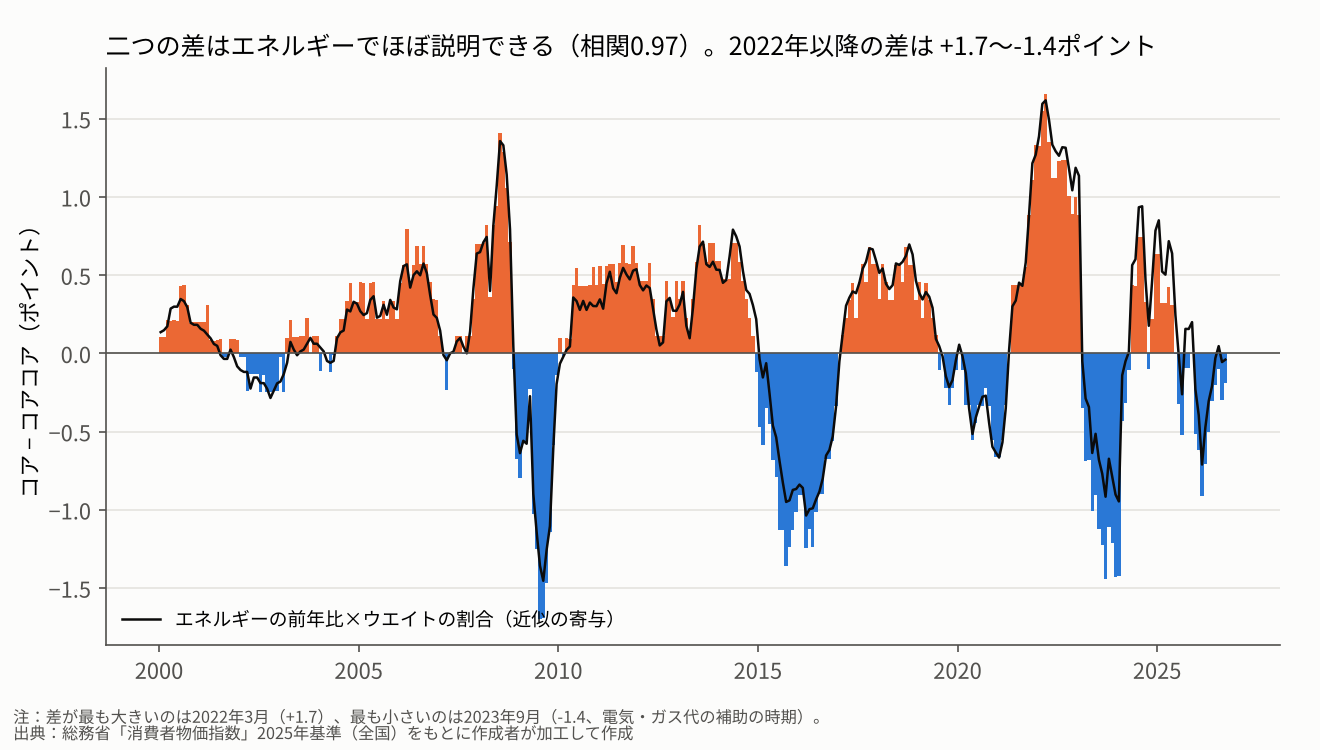 二つの差はエネルギーでほぼ説明できる（相関0.97）。2022年以降の差は +1.7〜-1.4ポイント
コア − コアコア（ポイント）
1.5
1.0
0.5
0.0
−0.5
−1.0
−1.5
エネルギーの前年比×ウエイトの割合（近似の寄与）
2000 2005 2010 2015 2020 2025
注：差が最も大きいのは2022年3月（+1.7）、最も小さいのは2023年9月（-1.4、電気・ガス代の補助の時期）。
出典：総務省「消費者物価指数」2025年基準（全国）をもとに作成者が加工して作成